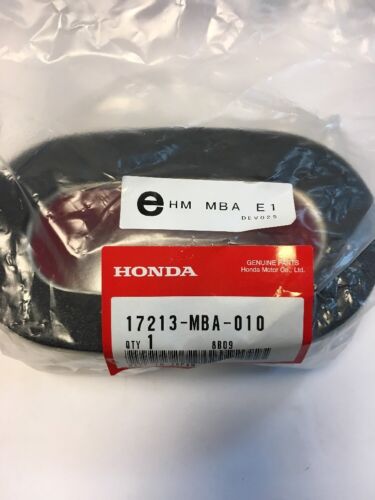 e HM MBA E1
DEV025
HONDA
GENUINE PARTS
Honda Motor Co., Ltd.
17213-MBA-010
QTY 1 8B09